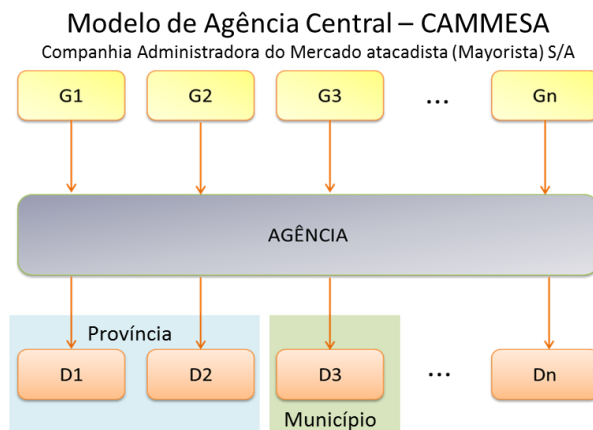 Modelo de Agência Central – CAMMESA
Companhia Administradora do Mercado atacadista (Mayorista) S/A
G1 G2 G3 ... Gn
AGÊNCIA
Província
D1 D2 D3 ... Dn
Município